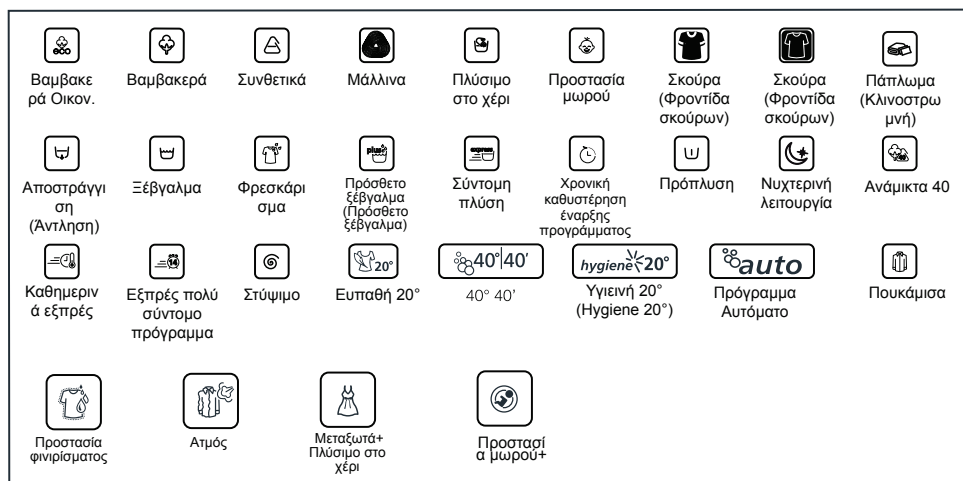 eco
Βαμβακε
ρά Οικον.
Βαμβακερά
Συνθετικά
Μάλλινα
Πλύσιμο
στο χέρι
Προστασία
μωρού
Σκούρα
(Φροντίδα
σκούρων)
Σκούρα
(Φροντίδα
σκούρων)
Πάπλωμα
(Κλινοστρω
μνή)
Αποστράγγι
ση
(Άντληση)
Ξέβγαλμα
Φρεσκάρι
σμα
plus
Πρόσθετο
ξέβγαλμα
(Πρόσθετο
ξέβγαλμα)
express
Σύντομη
πλύση
Χρονική
καθυστέρηση
έναρξης
προγράμματος
Πρόπλυση
Νυχτερινή
λειτουργία
Ανάμικτα 40
Καθημεριν
ά εξπρές
14
Εξπρές πολύ
σύντομο
πρόγραμμα
Στύψιμο
20°
Ευπαθή 20°
40°|40'
40° 40'
hygiene 20°
Υγιεινή 20°
(Hygiene 20°)
auto
Πρόγραμμα
Αυτόματο
Πουκάμισα
Προστασία
φινιρίσματος
Ατμός
Μεταξωτά+
Πλύσιμο στο
χέρι
Προστασί
α μωρού+